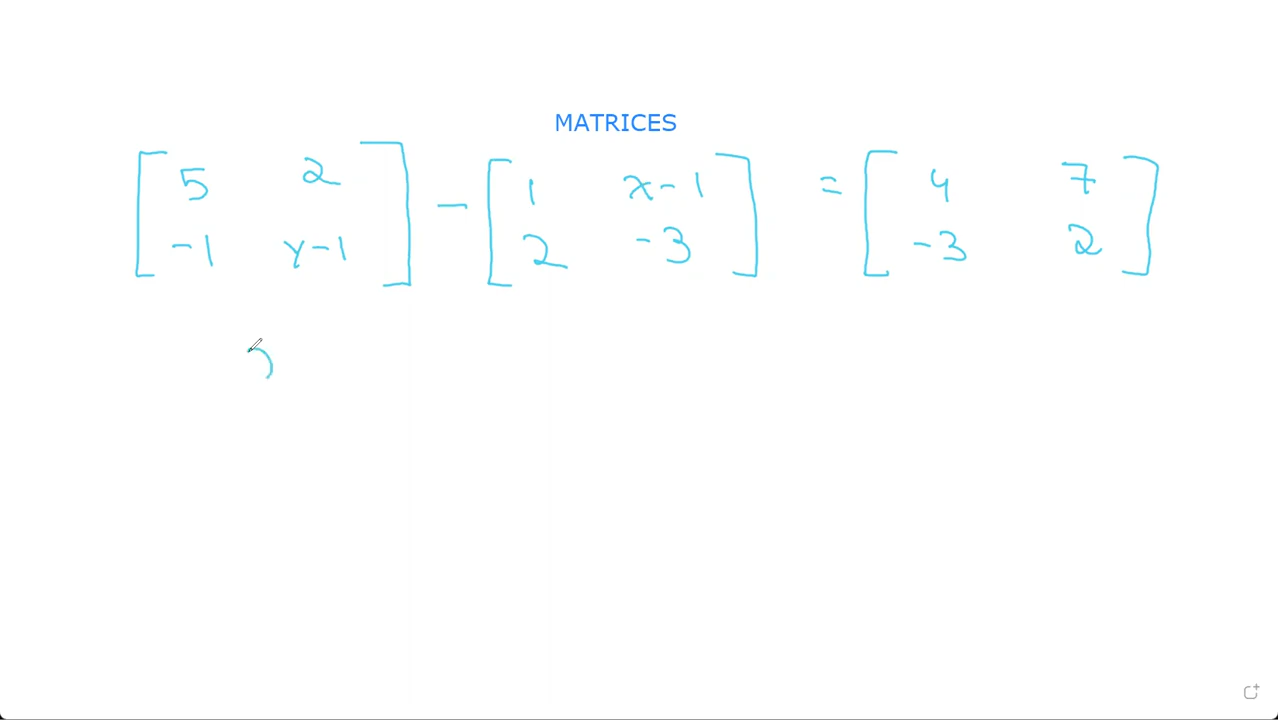 MATRICES
[ 5 2 ] - [ 1 x-1 ] = [ 4 7 ]
[ -1 y-1 ] [ 2 -3 ] [ -3 2 ]